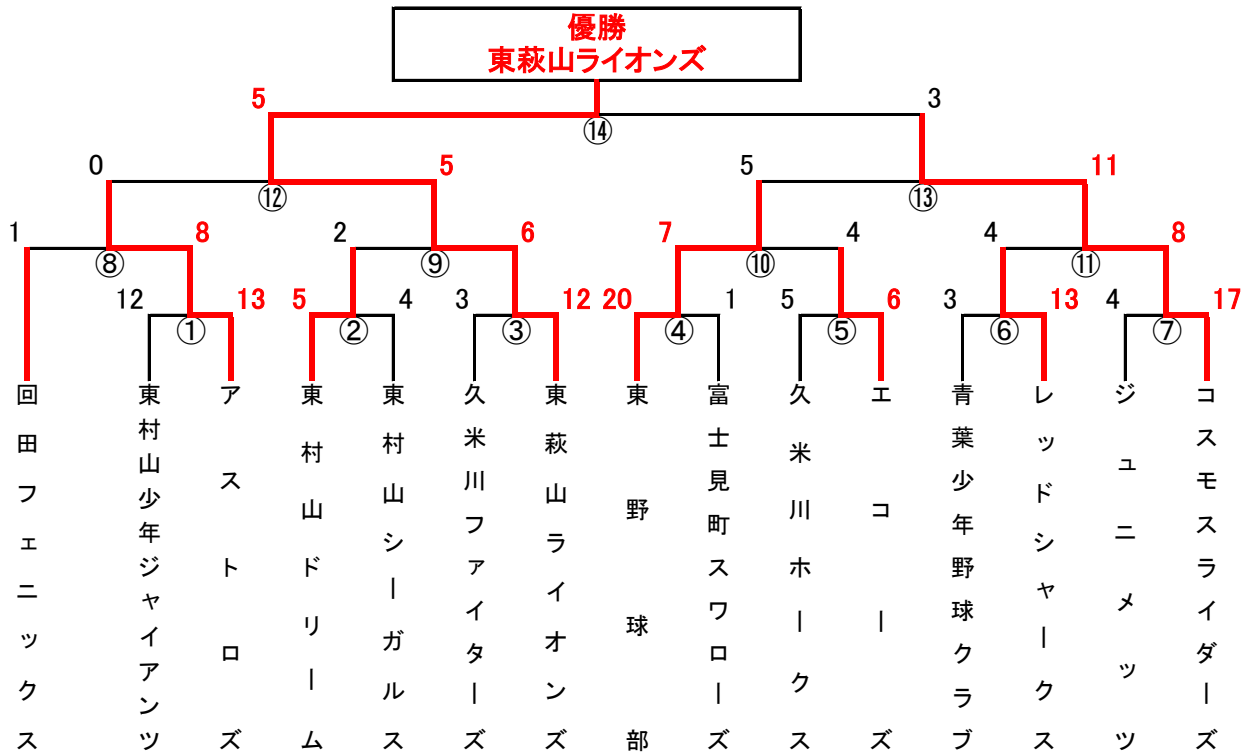 優勝
東萩山ライオンズ
5 3
⑭
0 5 5 11
⑫ ⑬
1 8 2 6 7 4 4 8
⑧ ⑨ ⑩ ⑪
12 13 5 4 3 12 20 1 5 6 3 13 4 17
① ② ③ ④ ⑤ ⑥ ⑦
回田フェニックス
東村山少年ジャイアンツ
アストロズ
東村山ドリーム
東村山シーガルス
久米川ファイターズ
東萩山ライオンズ
東野球部
富士見町スワローズ
久米川ホークス
エコーズ
青葉少年野球クラブ
レッドシャークス
ジュニメッツ
コスモスライダーズ